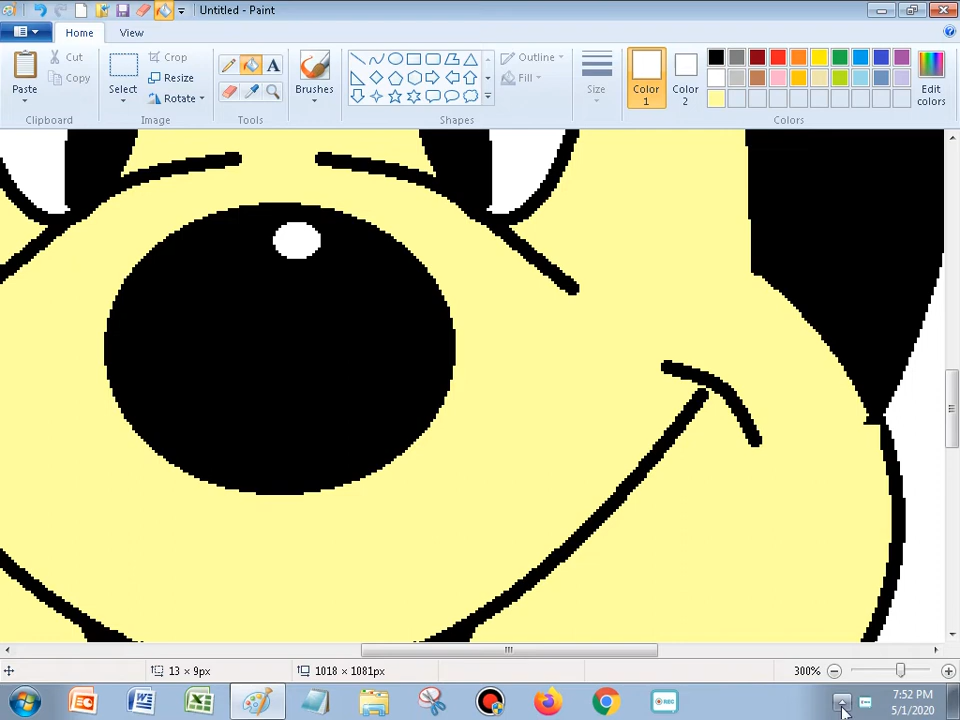 Untitled - Paint
Home
View
Paste
Cut
Copy
Clipboard
Select
Crop
Resize
Rotate
Image
A
Tools
Brushes
Shapes
Outline
Fill
Size
Color 1
Color 2
Edit colors
Colors
13 × 9px
1018 × 1081px
300%
REC
7:52 PM
5/1/2020